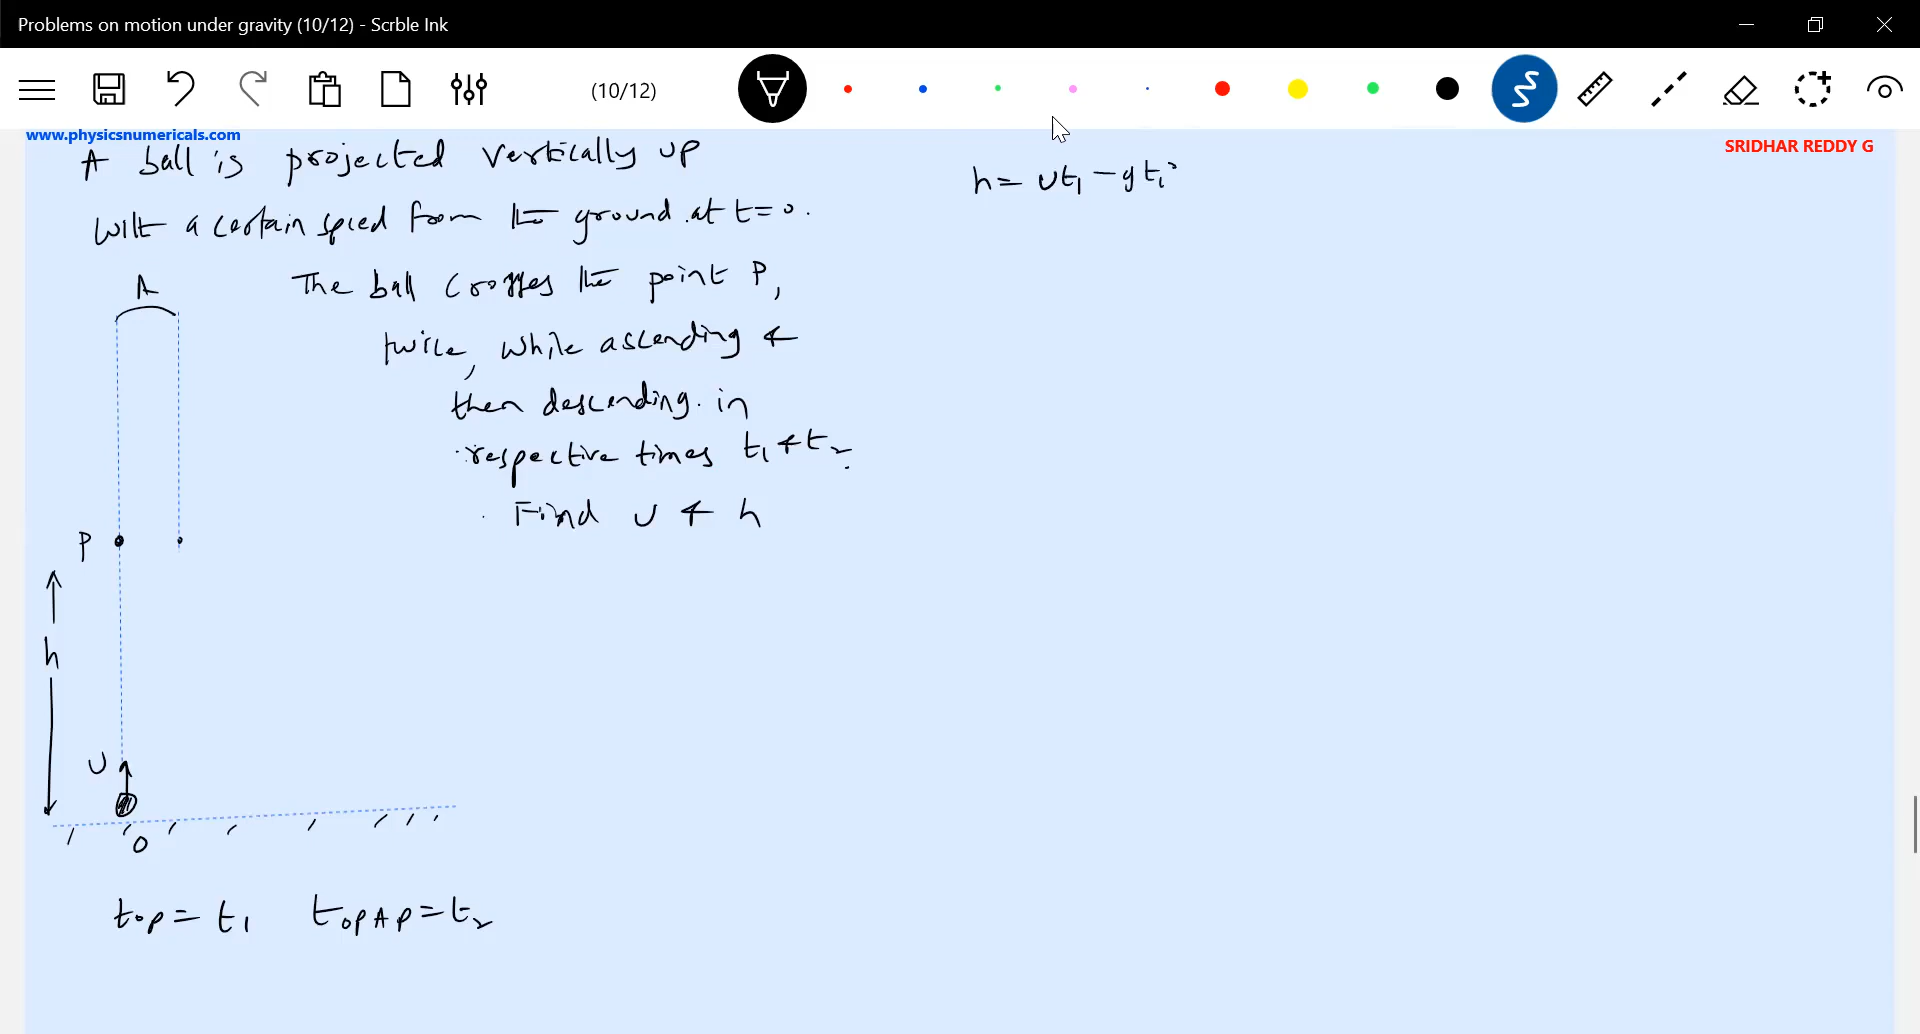 Problems on motion under gravity (10/12) - Scrble Ink
(10/12)
www.physicsnumericals.com
SRIDHAR REDDY G
A ball is projected vertically up
with a certain speed from the ground at t=0.
A
The ball crosses the point P,
twice, while ascending &
then descending in
respective times t₁ & t₂.
Find u & h
P
h
u
O
t_OP = t₁ t_OPAP = t₂
h = ut₁ − gt₁²